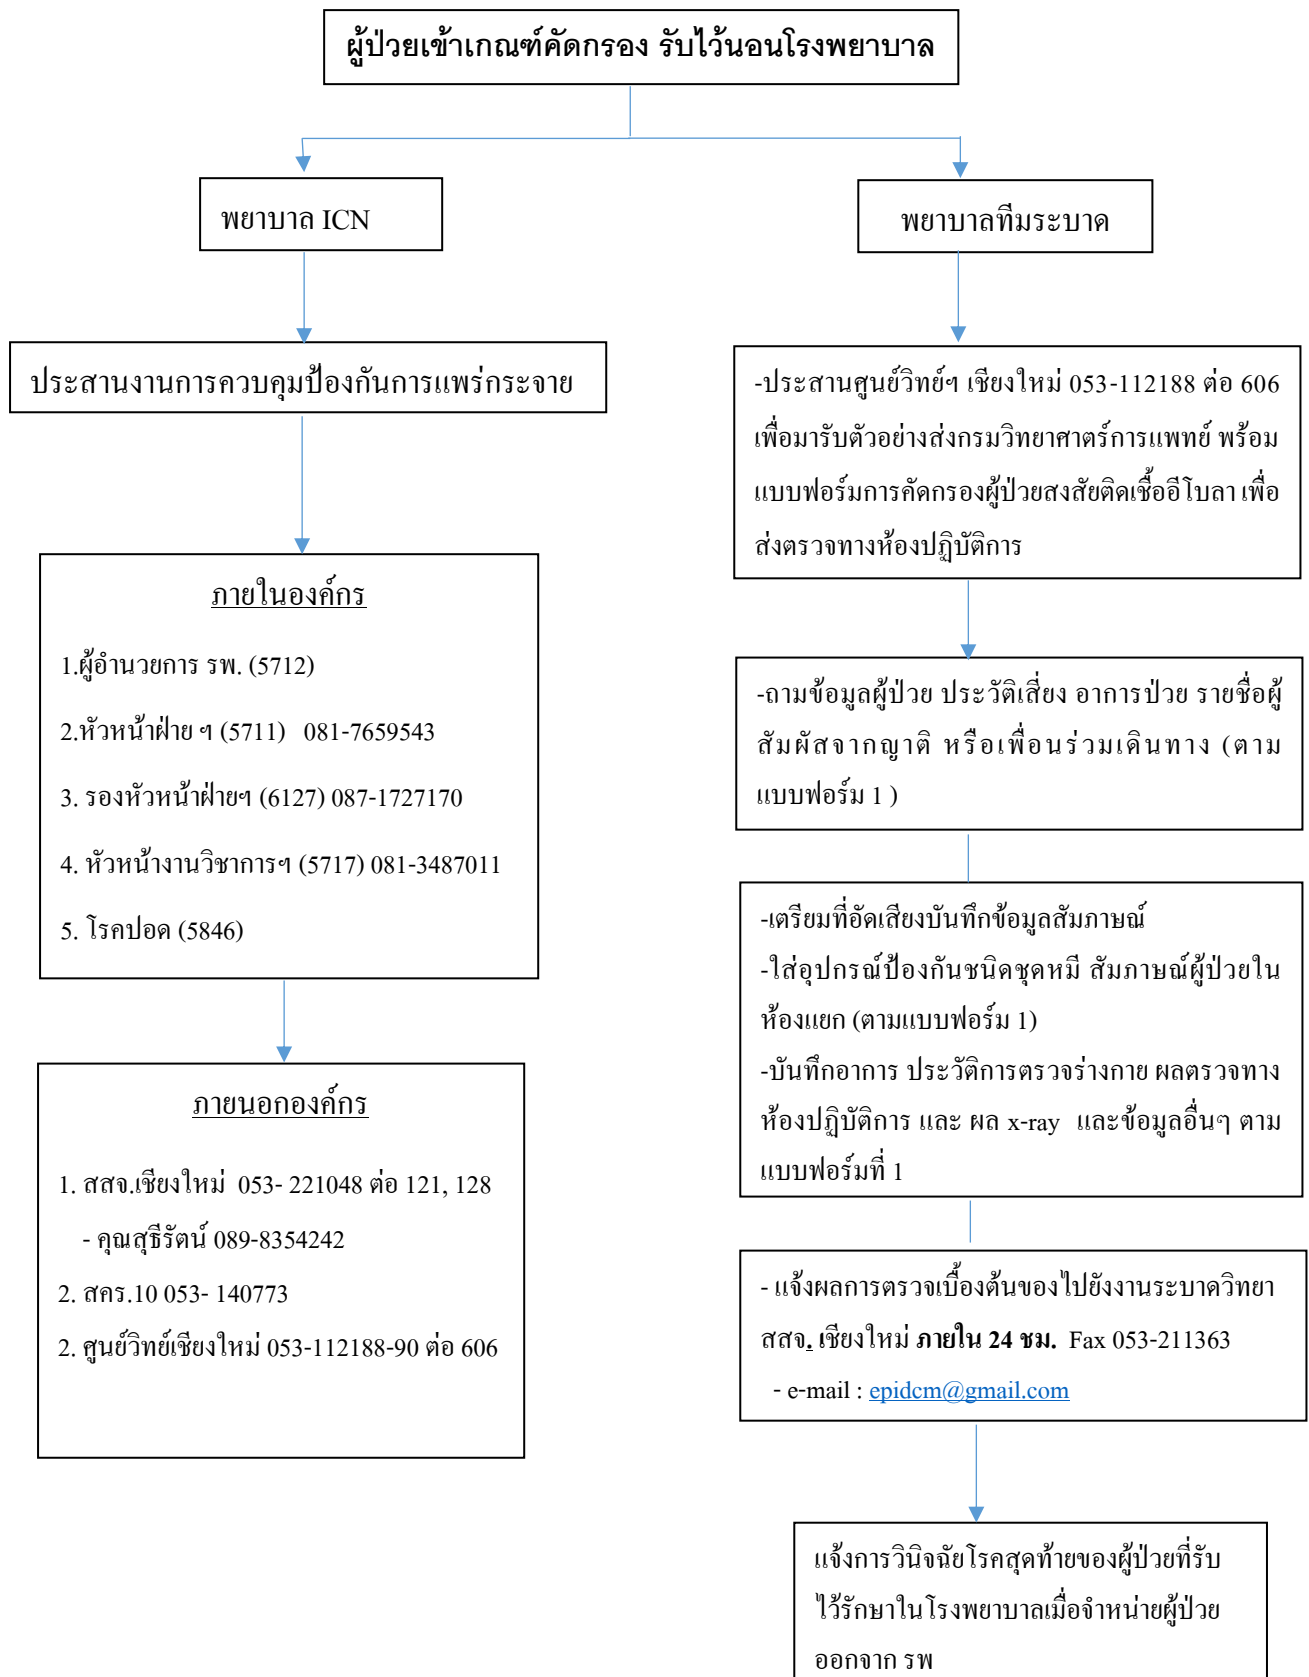 ผู้ป่วยเข้าเกณฑ์คัดกรอง รับไว้นอนโรงพยาบาล
พยาบาล ICN
ประสานงานการควบคุมป้องกันการแพร่กระจาย
ภายในองค์กร
1.ผู้อำนวยการ รพ. (5712)
2.หัวหน้าฝ่าย ฯ (5711) 081-7659543
3. รองหัวหน้าฝ่ายฯ (6127) 087-1727170
4. หัวหน้างานวิชาการฯ (5717) 081-3487011
5. โรคปอด (5846)
ภายนอกองค์กร
1. สสจ.เชียงใหม่ 053- 221048 ต่อ 121, 128
- คุณสุธีรัตน์ 089-8354242
2. สคร.10 053- 140773
2. ศูนย์วิทย์เชียงใหม่ 053-112188-90 ต่อ 606
พยาบาลทีมระบาด
-ประสานศูนย์วิทย์ฯ เชียงใหม่ 053-112188 ต่อ 606
เพื่อมารับตัวอย่างส่งกรมวิทยาศาตร์การแพทย์ พร้อม
แบบฟอร์มการคัดกรองผู้ป่วยสงสัยติดเชื้ออีโบลา เพื่อ
ส่งตรวจทางห้องปฏิบัติการ
-ถามข้อมูลผู้ป่วย ประวัติเสี่ยง อาการป่วย รายชื่อผู้
สัมผัสจากญาติ หรือเพื่อนร่วมเดินทาง (ตาม
แบบฟอร์ม 1 )
-เตรียมที่อัดเสียงบันทึกข้อมูลสัมภาษณ์
-ใส่อุปกรณ์ป้องกันชนิดชุดหมี สัมภาษณ์ผู้ป่วยใน
ห้องแยก (ตามแบบฟอร์ม 1)
-บันทึกอาการ ประวัติการตรวจร่างกาย ผลตรวจทาง
ห้องปฏิบัติการ และ ผล x-ray และข้อมูลอื่นๆ ตาม
แบบฟอร์มที่ 1
- แจ้งผลการตรวจเบื้องต้นของไปยังงานระบาดวิทยา
สสจ. เชียงใหม่ ภายใน 24 ชม. Fax 053-211363
- e-mail : epidcm@gmail.com
แจ้งการวินิจฉัยโรคสุดท้ายของผู้ป่วยที่รับ
ไว้รักษาในโรงพยาบาลเมื่อจำหน่ายผู้ป่วย
ออกจาก รพ